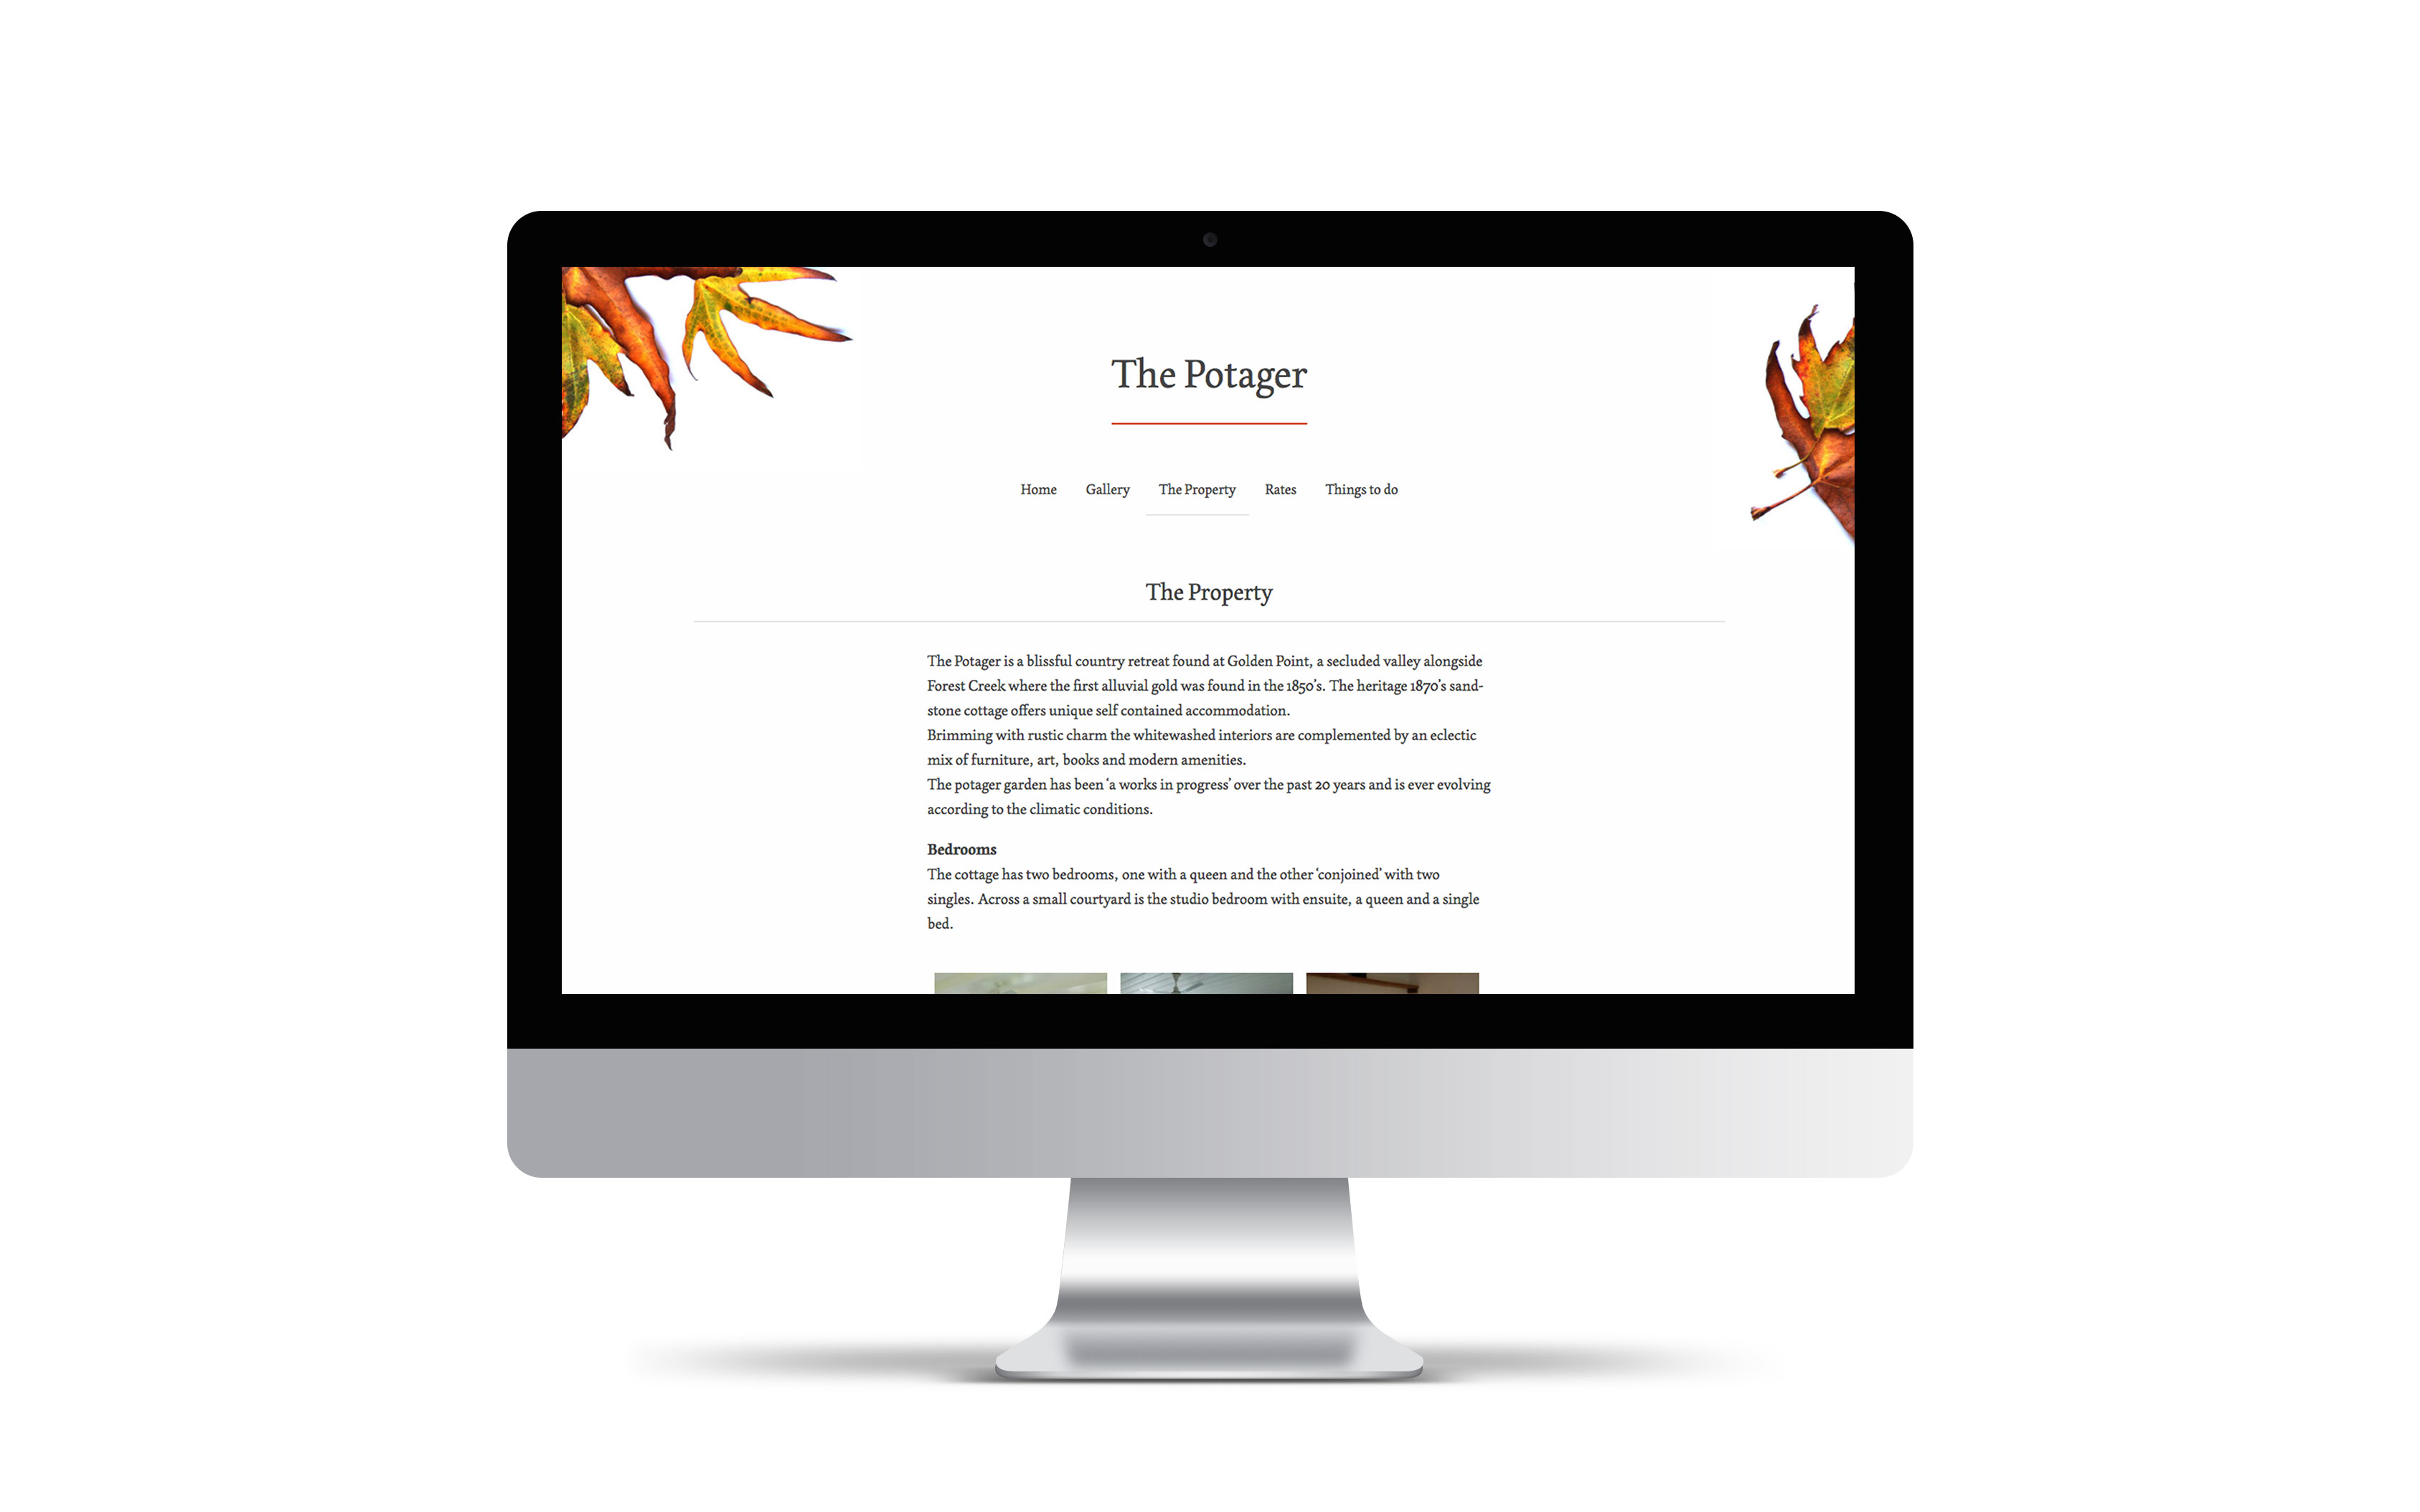 The Potager
Home Gallery The Property Rates Things to do
The Property
The Potager is a blissful country retreat found at Golden Point, a secluded valley alongside
Forest Creek where the first alluvial gold was found in the 1850’s. The heritage 1870’s sand-
stone cottage offers unique self contained accommodation.
Brimming with rustic charm the whitewashed interiors are complemented by an eclectic
mix of furniture, art, books and modern amenities.
The potager garden has been ‘a works in progress’ over the past 20 years and is ever evolving
according to the climatic conditions.
Bedrooms
The cottage has two bedrooms, one with a queen and the other ‘conjoined’ with two
singles. Across a small courtyard is the studio bedroom with ensuite, a queen and a single
bed.